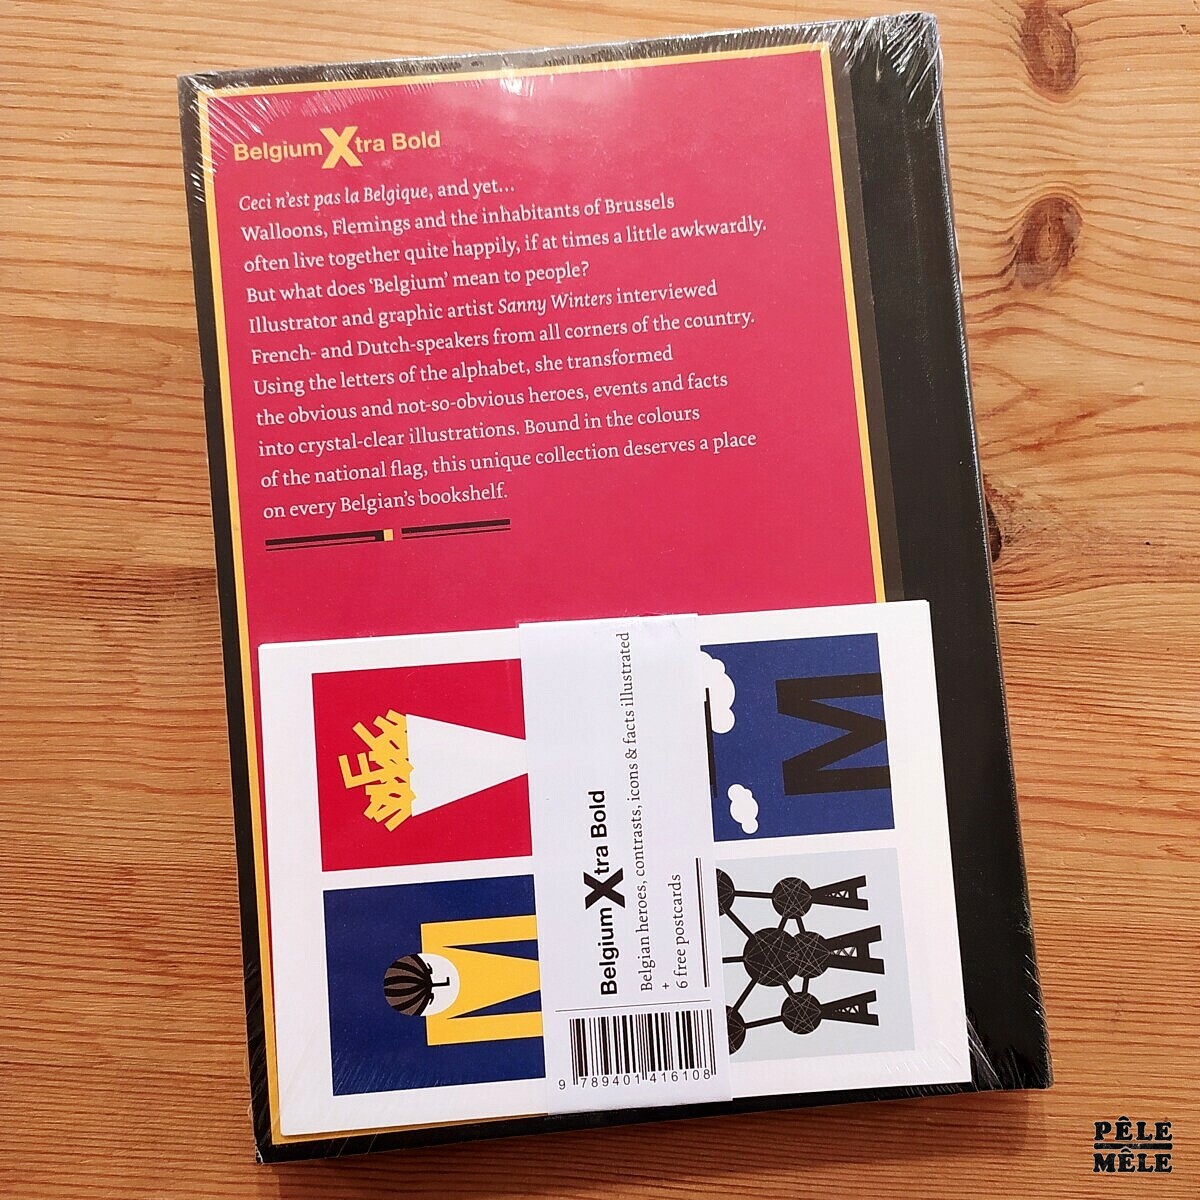 Belgium Xtra Bold
Ceci n'est pas la Belgique, and yet...
Walloons, Flemings and the inhabitants of Brussels
often live together quite happily, if at times a little awkwardly.
But what does ‘Belgium’ mean to people?
Illustrator and graphic artist Sanny Winters interviewed
French- and Dutch-speakers from all corners of the country.
Using the letters of the alphabet, she transformed
the obvious and not-so-obvious heroes, events and facts
into crystal-clear illustrations. Bound in the colours
of the national flag, this unique collection deserves a place
on every Belgian's bookshelf.
Belgium Xtra Bold
Belgian heroes, contrasts, icons & facts illustrated
+
6 free postcards
9 789401 416108
M
M
A A A
PÊLE
MÊLE